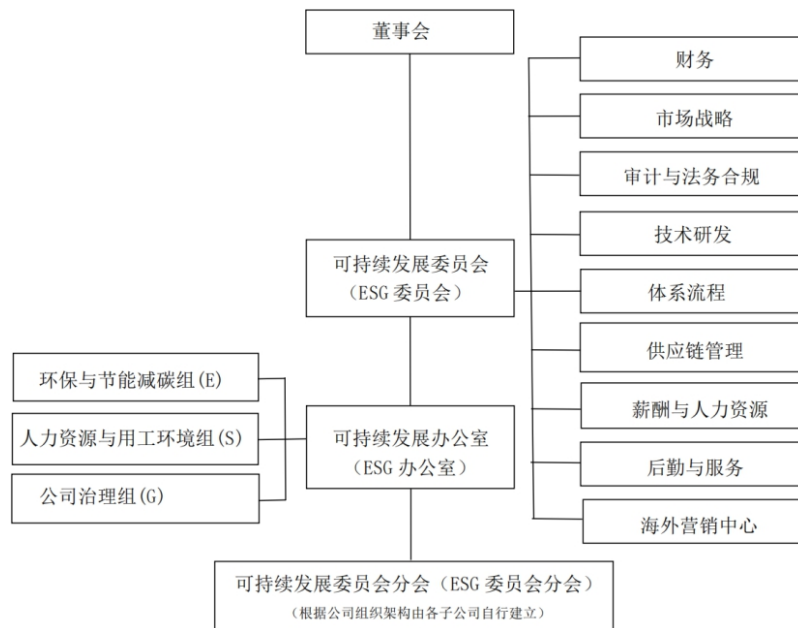 董事会
财务
市场战略
审计与法务合规
技术研发
可持续发展委员会
（ESG 委员会）
体系流程
供应链管理
薪酬与人力资源
后勤与服务
海外营销中心
环保与节能减碳组(E)
人力资源与用工环境组(S)
公司治理组(G)
可持续发展办公室
（ESG 办公室）
可持续发展委员会分会（ESG 委员会分会）
（根据公司组织架构由各子公司自行建立）